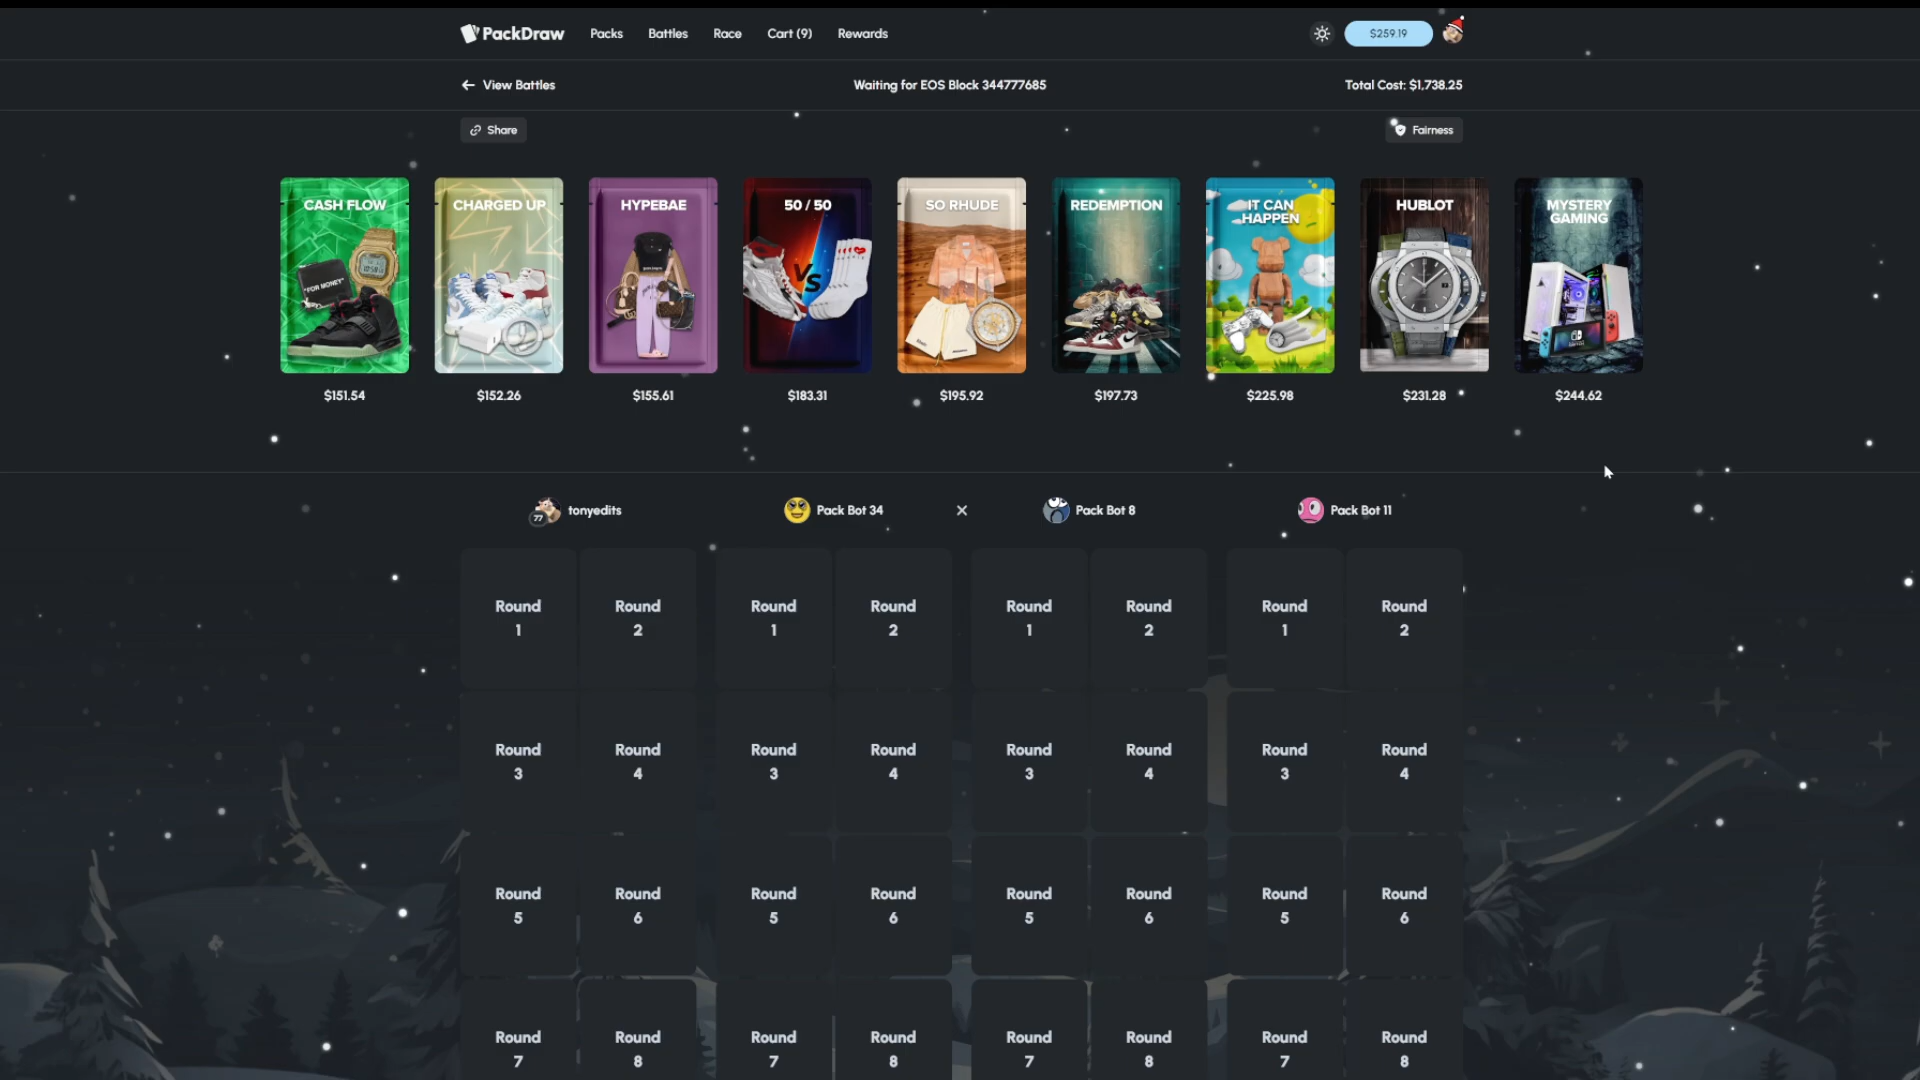 PackDraw Packs Battles Race Cart (9) Rewards $259.19
View Battles Waiting for EOS Block 344777685 Total Cost: $1,738.25
Share Fairness
CASH FLOW
"FOR MONEY"
$151.54
CHARGED UP
$152.26
HYPEBAE
$155.61
50 / 50
VS
$183.31
SO RHUDE
$195.92
REDEMPTION
$197.73
IT CAN
HAPPEN
$225.98
HUBLOT
$231.28
MYSTERY
GAMING
$244.62
77 tonyedits Pack Bot 34 Pack Bot 8 Pack Bot 11
Round Round Round Round Round Round Round Round
1 2 1 2 1 2 1 2
Round Round Round Round Round Round Round Round
3 4 3 4 3 4 3 4
Round Round Round Round Round Round Round Round
5 6 5 6 5 6 5 6
Round Round Round Round Round Round Round Round
7 8 7 8 7 8 7 8